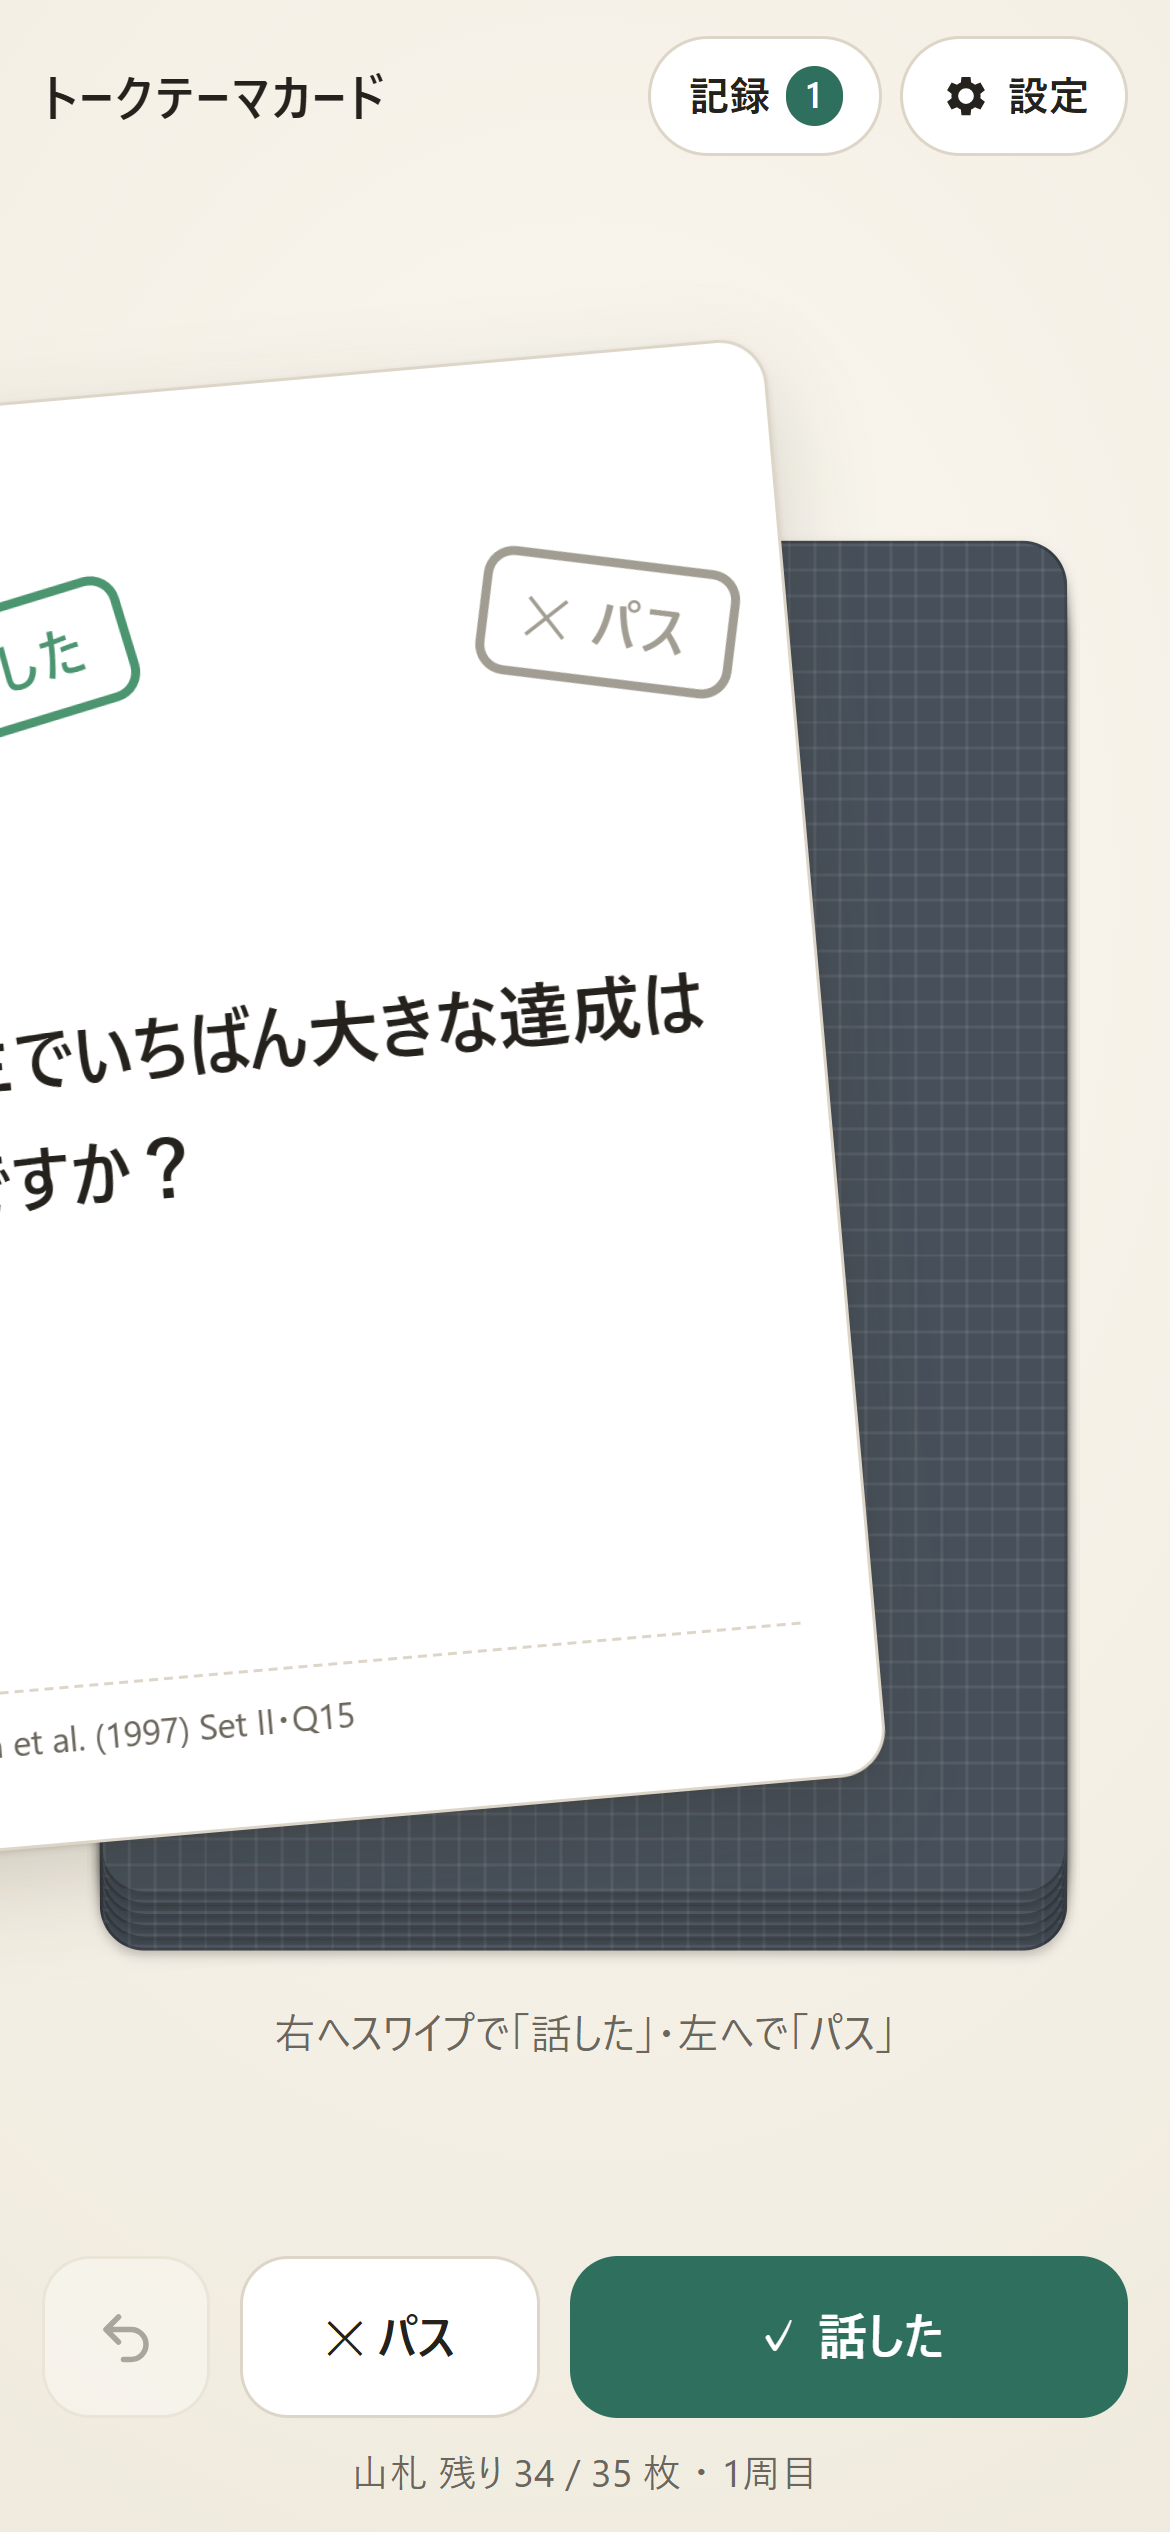 トークテーマカード
記録 1
設定
した
× パス
でいちばん大きな達成は
ですか？
et al. (1997) Set II・Q15
右へスワイプで「話した」・左へで「パス」
× パス
✓ 話した
山札 残り 34 / 35 枚 ・ 1周目